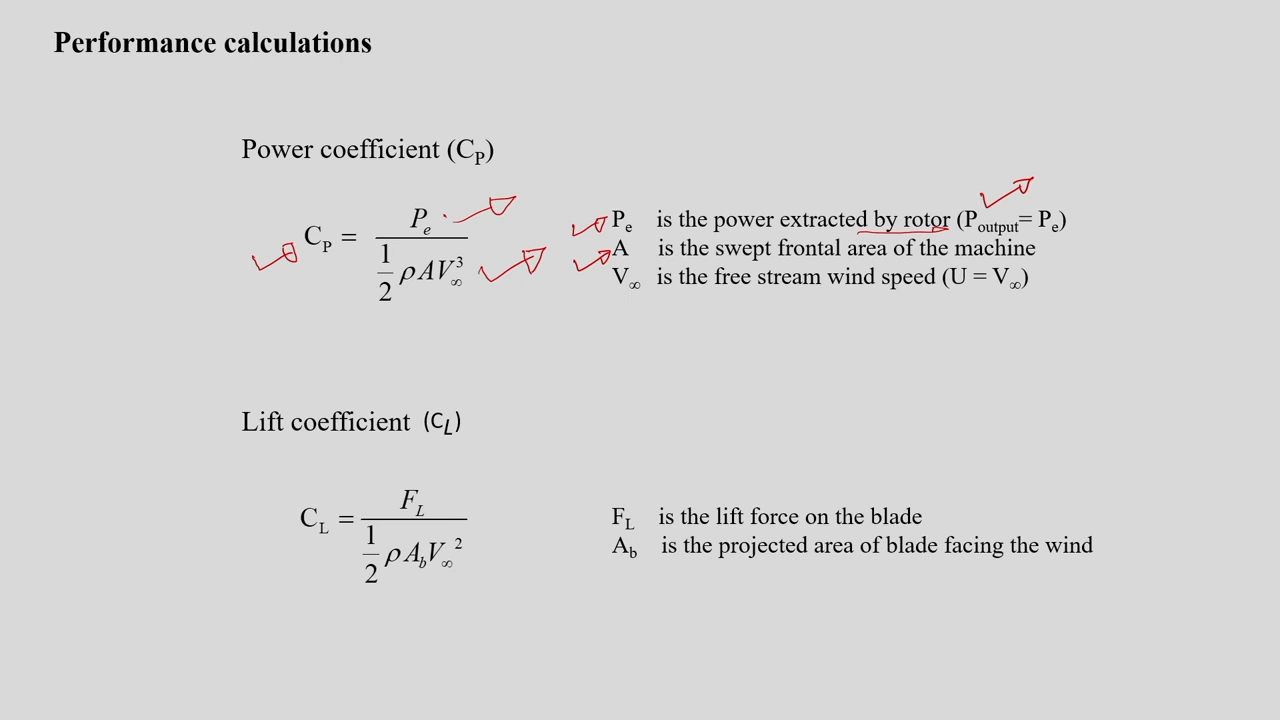 Performance calculations
Power coefficient (C_P)
C_P = P_e / (1/2 ρAV_∞^3)
P_e is the power extracted by rotor (P_output= P_e)
A is the swept frontal area of the machine
V_∞ is the free stream wind speed (U = V_∞)
Lift coefficient (C_L)
C_L = F_L / (1/2 ρA_bV_∞^2)
F_L is the lift force on the blade
A_b is the projected area of blade facing the wind